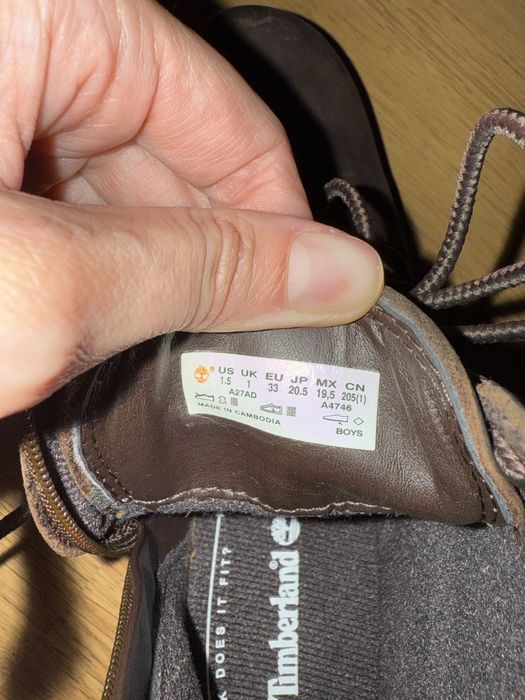 US UK EU JP MX CN
1.5 1 33 20.5 19,5 205(1)
A27AD A4746
MADE IN CAMBODIA
BOYS
DOES IT FIT?
Timberland